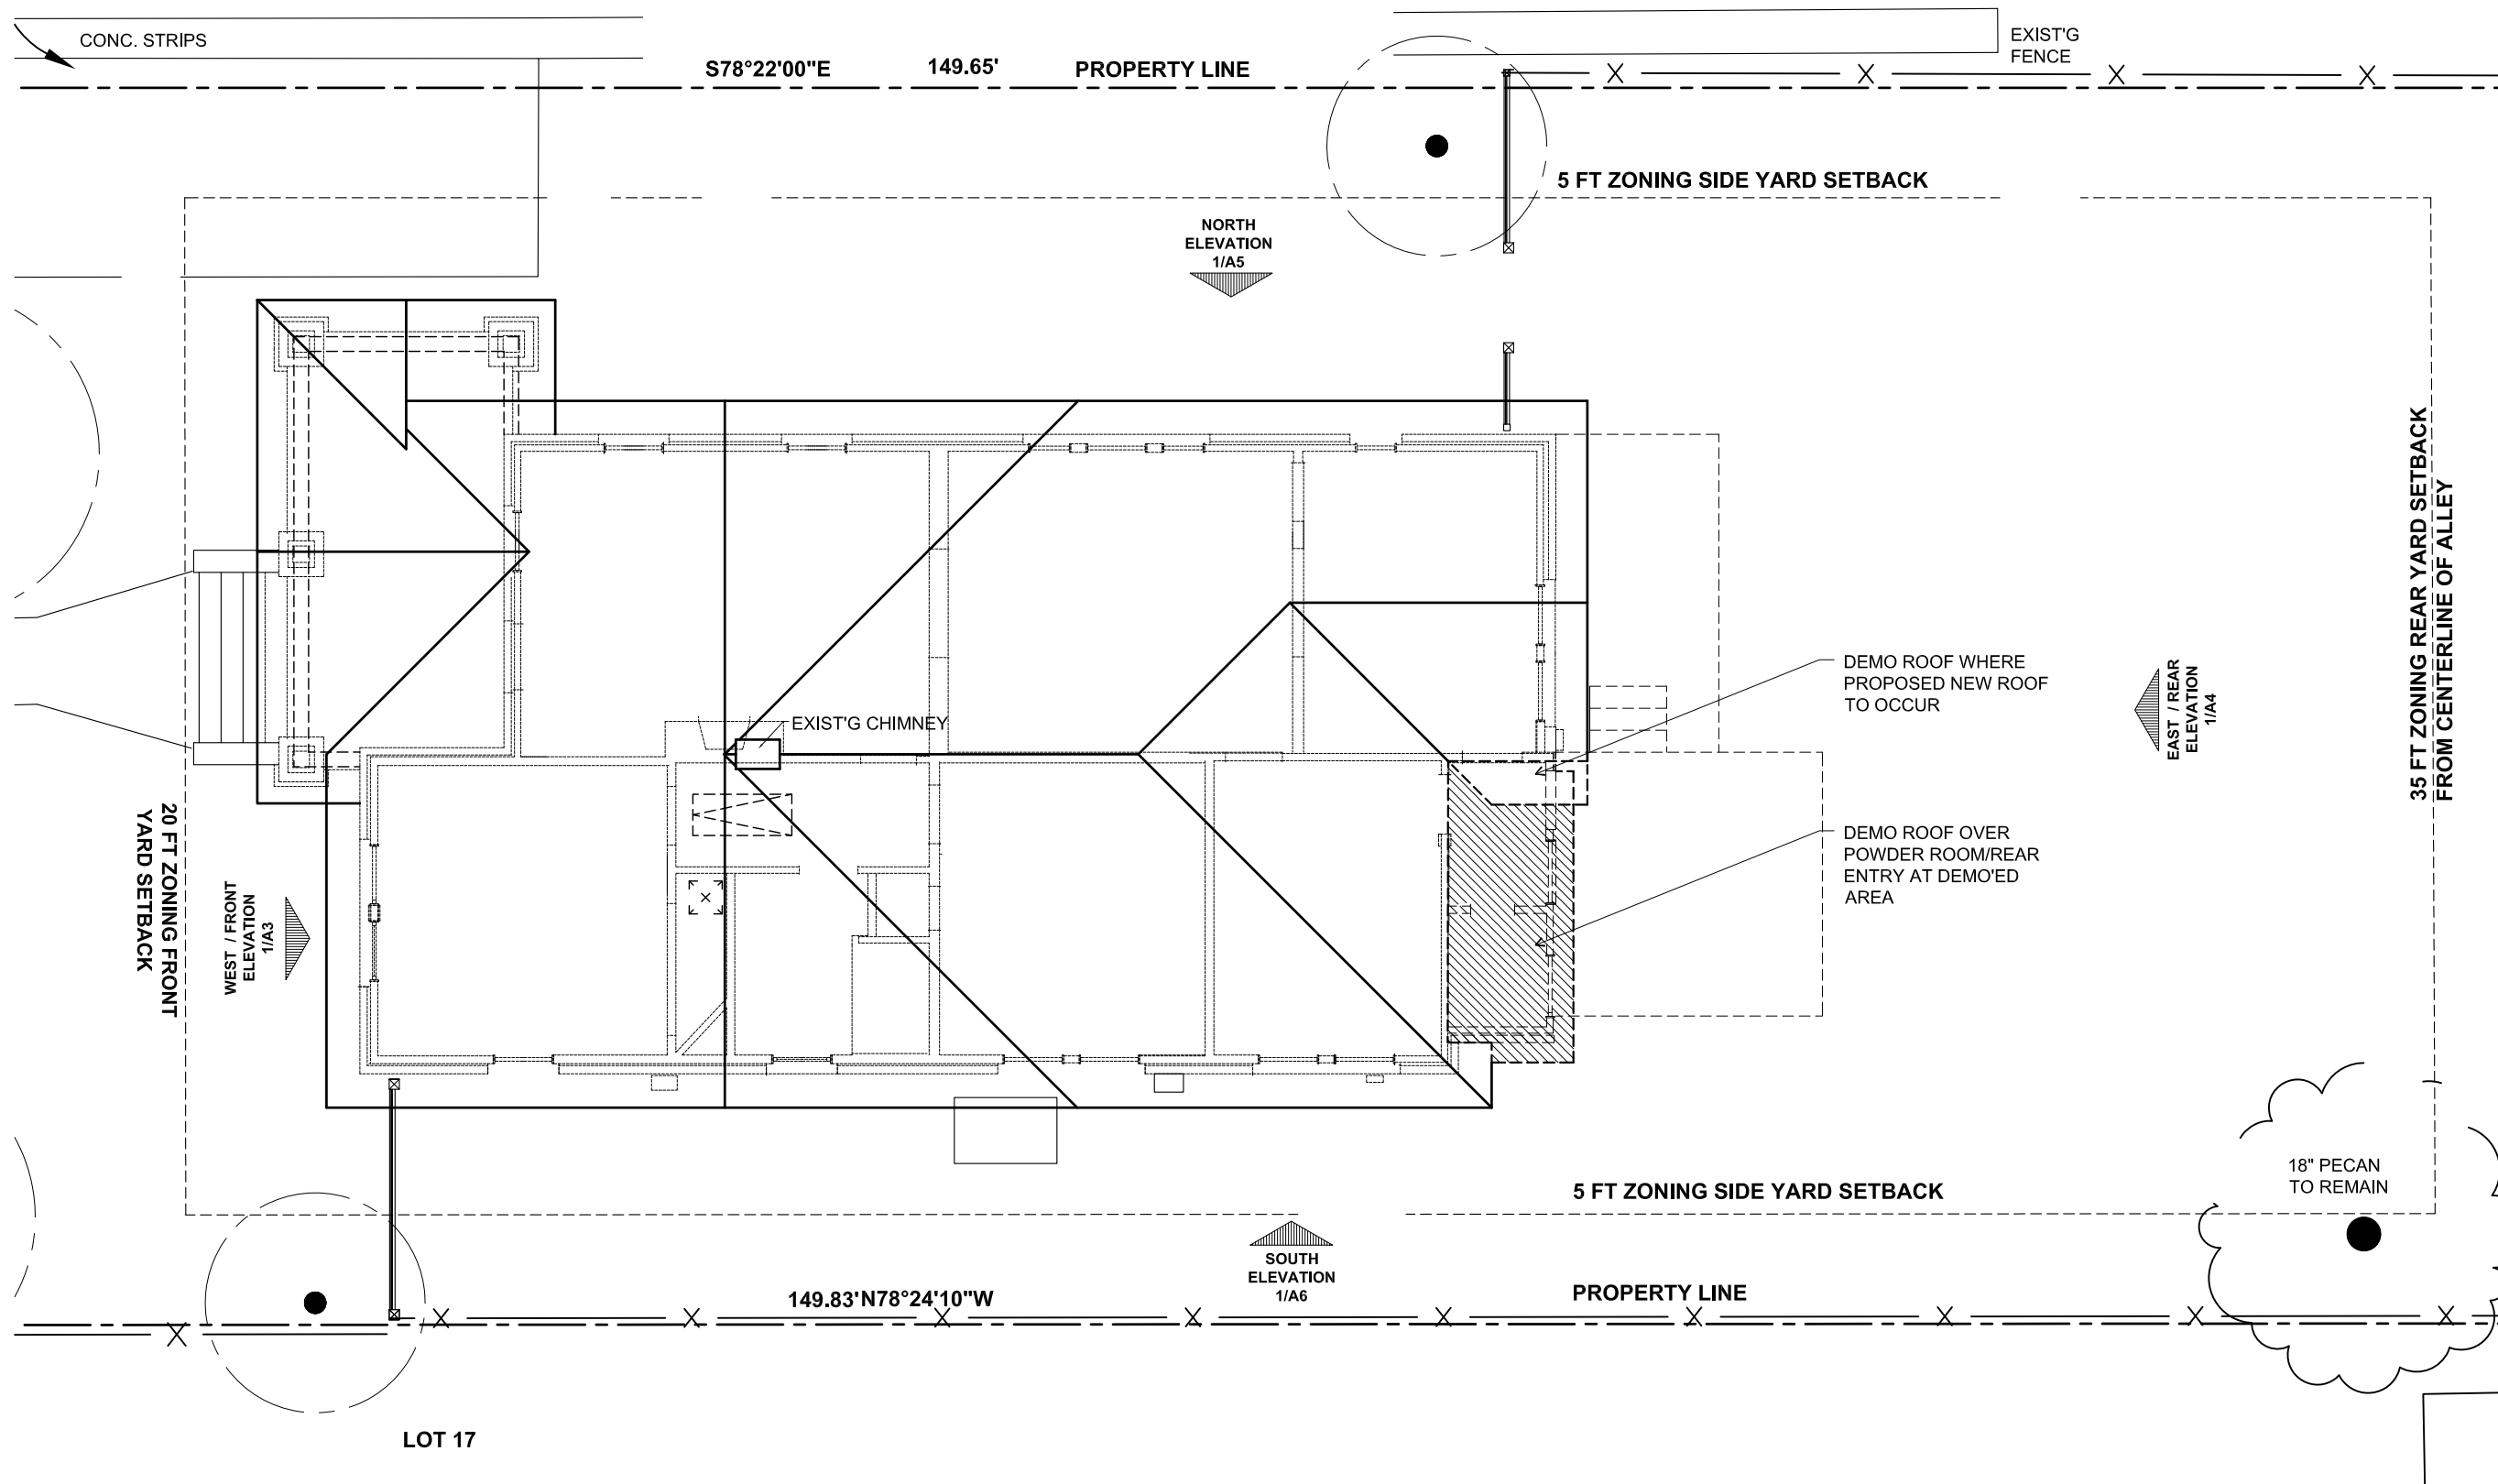 CONC. STRIPS
EXIST'G
FENCE
S78°22'00"E 149.65' PROPERTY LINE
5 FT ZONING SIDE YARD SETBACK
NORTH
ELEVATION
1/A5
35 FT ZONING REAR YARD SETBACK
FROM CENTERLINE OF ALLEY
DEMO ROOF WHERE
PROPOSED NEW ROOF
TO OCCUR
EAST / REAR
ELEVATION
1/A4
EXIST'G CHIMNEY
20 FT ZONING FRONT
YARD SETBACK
WEST / FRONT
ELEVATION
1/A3
DEMO ROOF OVER
POWDER ROOM/REAR
ENTRY AT DEMO'ED
AREA
18" PECAN
TO REMAIN
5 FT ZONING SIDE YARD SETBACK
SOUTH
ELEVATION
1/A6
149.83' N78°24'10"W PROPERTY LINE
LOT 17